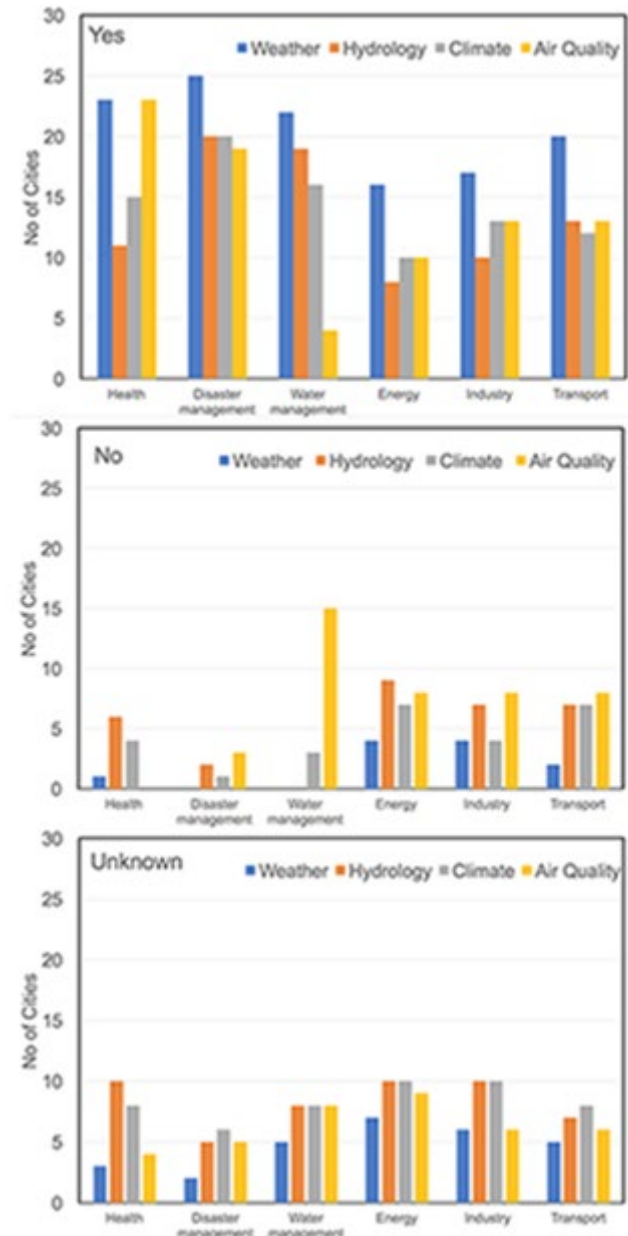 Yes
Weather Hydrology Climate Air Quality
No of Cities
30
25
20
15
10
5
0
Health Disaster management Water management Energy Industry Transport
No
Weather Hydrology Climate Air Quality
No of Cities
30
25
20
15
10
5
0
Health Disaster management Water management Energy Industry Transport
Unknown
Weather Hydrology Climate Air Quality
No of Cities
30
25
20
15
10
5
0
Health Disaster management Water management Energy Industry Transport